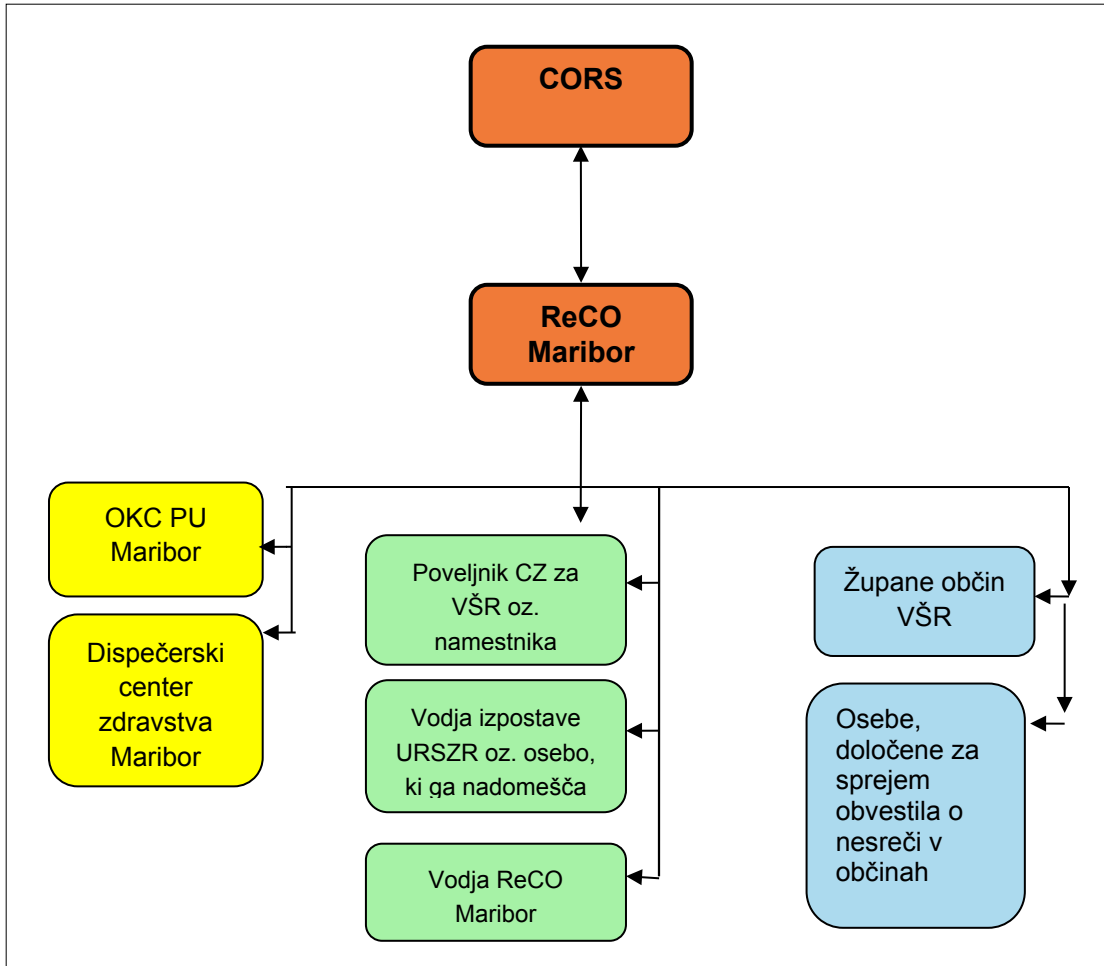 CORS
ReCO
Maribor
OKC PU
Maribor
Dispečerski
center
zdravstva
Maribor
Poveljnik CZ za
VŠR oz.
namestnika
Vodja izpostave
URSZR oz. osebo,
ki ga nadomešča
Vodja ReCO
Maribor
Župane občin
VŠR
Osebe,
določene za
sprejem
obvestila o
nesreči v
občinah